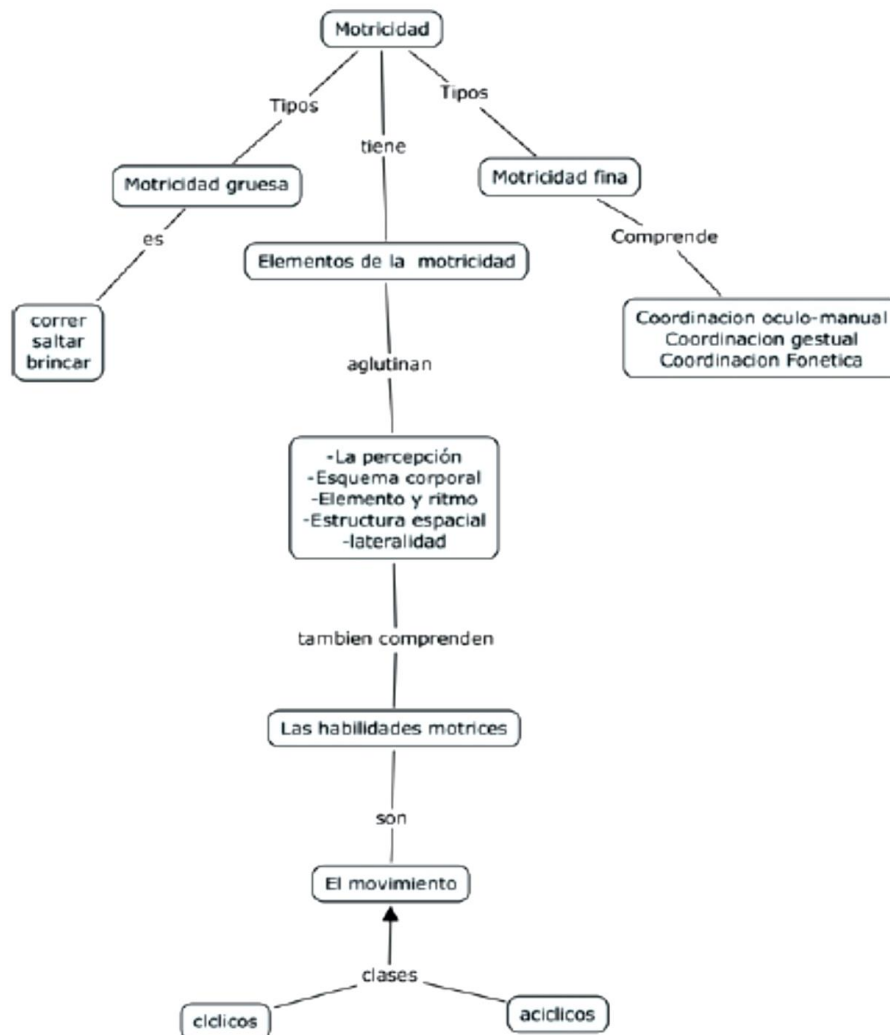 Motricidad
Tipos
Tipos
tiene
Motricidad gruesa
Motricidad fina
es
Comprende
Elementos de la motricidad
correr
saltar
brincar
Coordinacion oculo-manual
Coordinacion gestual
Coordinacion Fonetica
aglutinan
-La percepción
-Esquema corporal
-Elemento y ritmo
-Estructura espacial
-lateralidad
tambien comprenden
Las habilidades motrices
son
El movimiento
clases
cíclicos
aciclicos